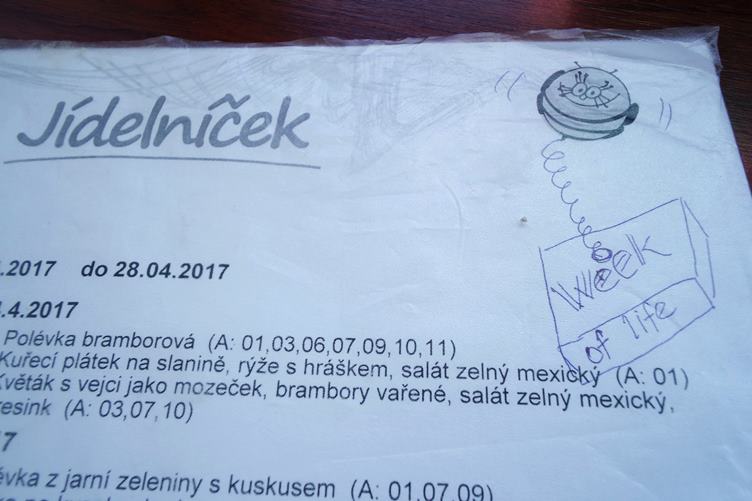 Jídelníček
.2017 do 28.04.2017
.4.2017
Polévka bramborová (A: 01,03,06,07,09,10,11)
Kuřecí plátek na slanině, rýže s hráškem, salát zelný mexický (A: 01)
Květák s vejci jako mozeček, brambory vařené, salát zelný mexický,
resink (A: 03,07,10)
17
évka z jarní zeleniny s kuskusem (A: 01,07,09)
Week
of life